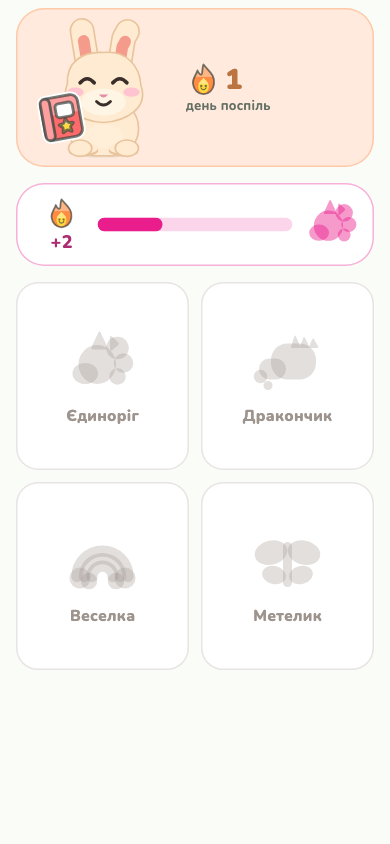 1
день поспіль
+2
Єдиноріг
Дракончик
Веселка
Метелик